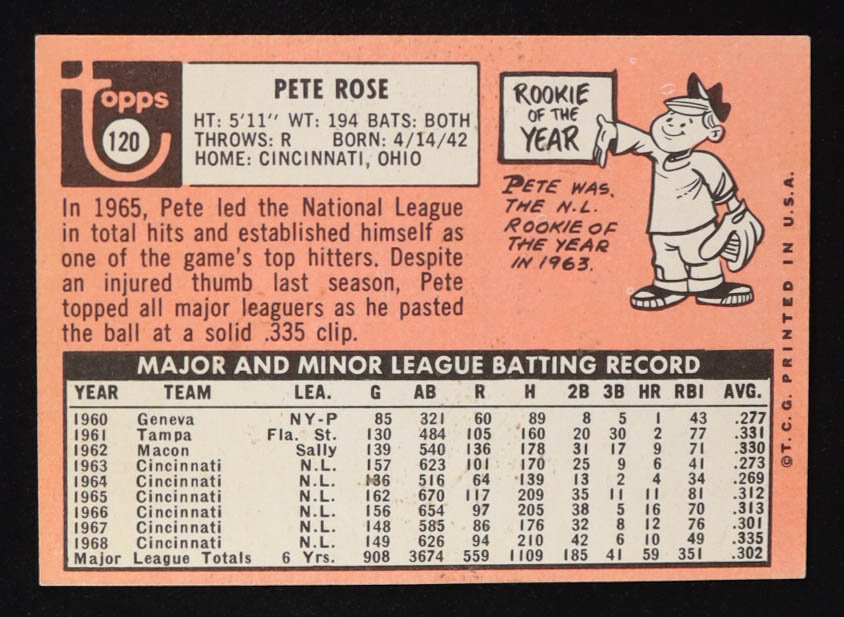 topps
120
PETE ROSE
HT: 5'11" WT: 194 BATS: BOTH
THROWS: R BORN: 4/14/42
HOME: CINCINNATI, OHIO
In 1965, Pete led the National League
in total hits and established himself as
one of the game's top hitters. Despite
an injured thumb last season, Pete
topped all major leaguers as he pasted
the ball at a solid .335 clip.
ROOKIE
OF THE
YEAR
PETE WAS
THE N.L.
ROOKIE OF
THE YEAR
IN 1963.
MAJOR AND MINOR LEAGUE BATTING RECORD
YEAR TEAM LEA. G AB R H 2B 3B HR RBI AVG.
1960 Geneva NY-P 85 321 60 89 8 5 1 43 .277
1961 Tampa Fla. St. 130 484 105 160 20 30 2 77 .331
1962 Macon Sally 139 540 136 178 31 17 9 71 .330
1963 Cincinnati N.L. 157 623 101 170 25 9 6 41 .273
1964 Cincinnati N.L. 136 516 64 139 13 2 4 34 .269
1965 Cincinnati N.L. 162 670 117 209 35 11 11 81 .312
1966 Cincinnati N.L. 156 654 97 205 38 5 16 70 .313
1967 Cincinnati N.L. 148 585 86 176 32 8 12 76 .301
1968 Cincinnati N.L. 149 626 94 210 42 6 10 49 .335
Major League Totals 6 Yrs. 908 3674 559 1109 185 41 59 351 .302
©T.C.G. PRINTED IN U.S.A.